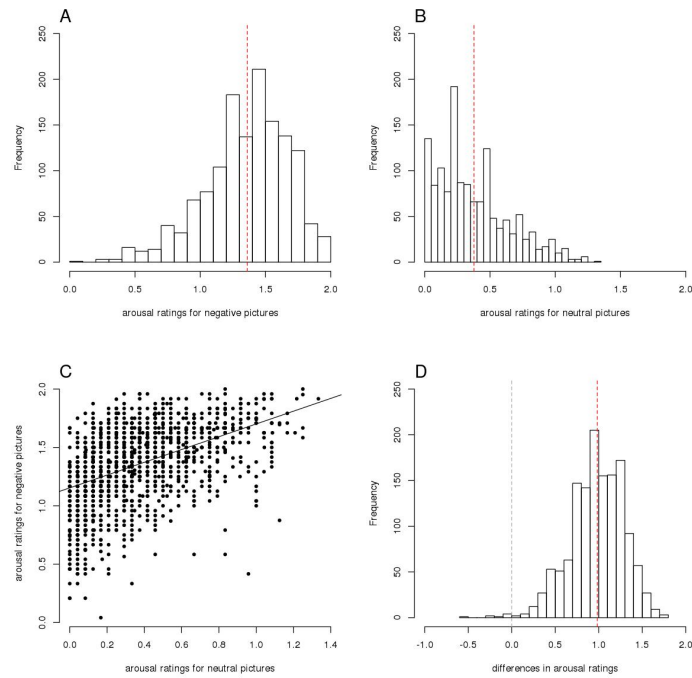 A
250
200
150
100
50
0
Frequency
0.0 0.5 1.0 1.5 2.0
arousal ratings for negative pictures
B
250
200
150
100
50
0
Frequency
0.0 0.5 1.0 1.5 2.0
arousal ratings for neutral pictures
C
2.0
1.5
1.0
0.5
0.0
arousal ratings for negative pictures
0.0 0.2 0.4 0.6 0.8 1.0 1.2 1.4
arousal ratings for neutral pictures
D
250
200
150
100
50
0
Frequency
-1.0 -0.5 0.0 0.5 1.0 1.5 2.0
differences in arousal ratings